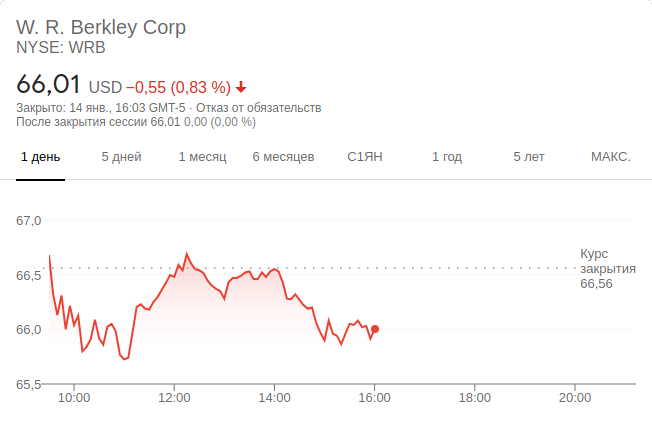 W. R. Berkley Corp
NYSE: WRB
66,01 USD −0,55 (0,83 %)
Закрыто: 14 янв., 16:03 GMT-5 · Отказ от обязательств
После закрытия сессии 66,01 0,00 (0,00 %)
1 день 5 дней 1 месяц 6 месяцев С1ЯН 1 год 5 лет МАКС.
67,0
66,5
66,0
65,5
Курс
закрытия
66,56
10:00 12:00 14:00 16:00 18:00 20:00